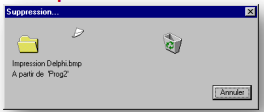 Suppression...
Impression Delphi.bmp
A partir de 'Prog2'
Annuler